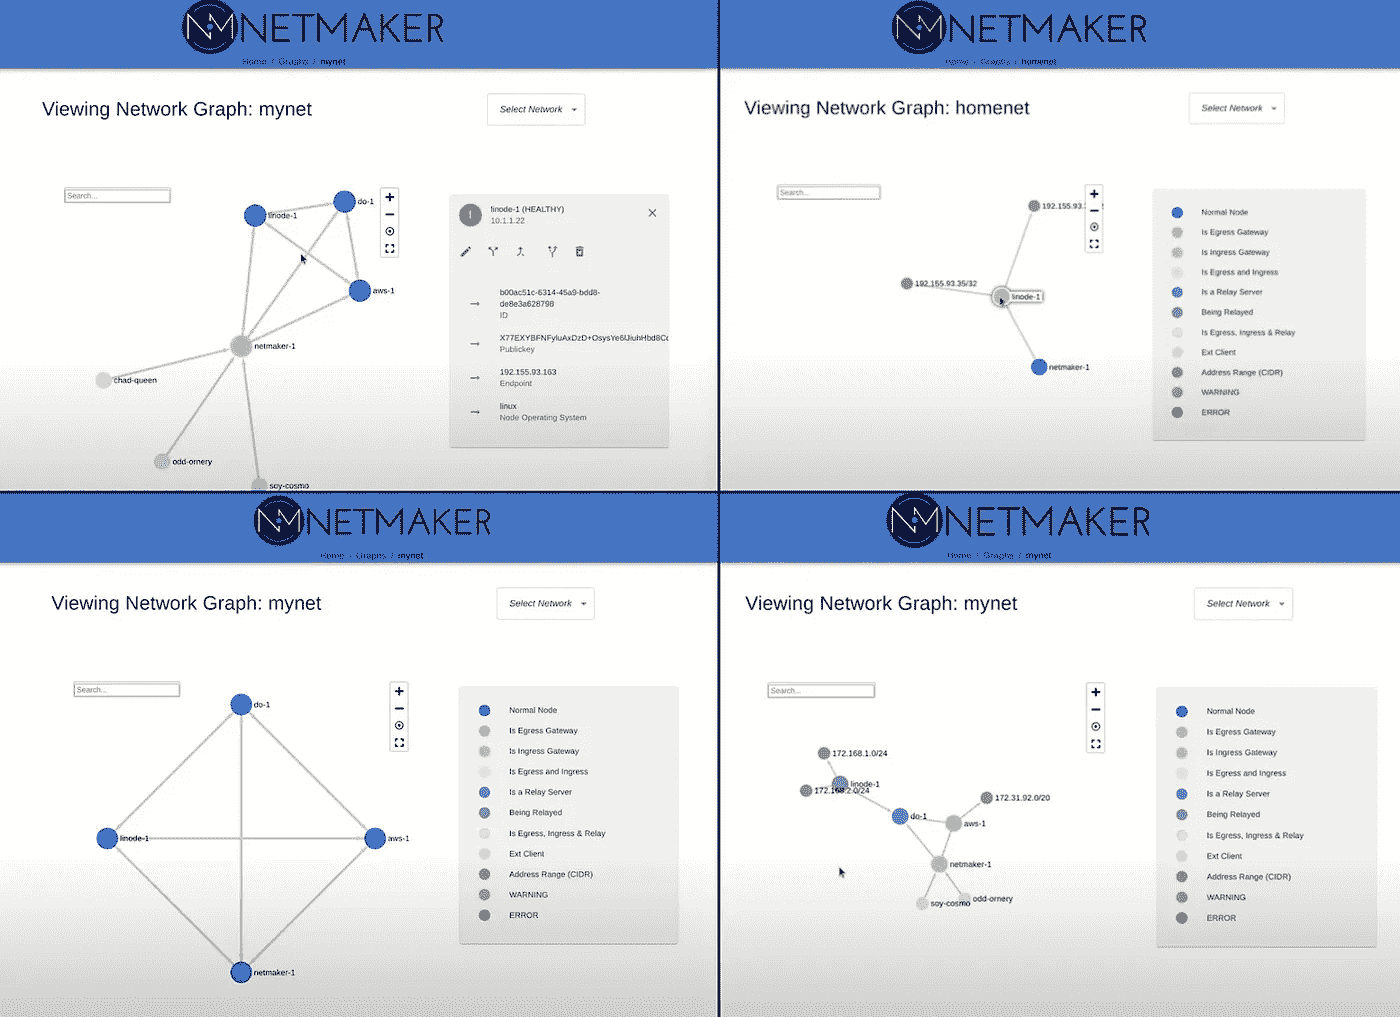 NETMAKER
Home / Graphs / mynet
Viewing Network Graph: mynet
Select Network
Search...
do-1
linode-1
aws-1
netmaker-1
chad-queen
odd-ornery
soy-cosmo
linode-1 (HEALTHY)
10.1.1.22
b00ac51c-6314-45a9-bdd8-
de8e3a628798
ID
Publickey
192.155.93.163
Endpoint
linux
Node Operating System
NETMAKER
Home / Graphs / homenet
Viewing Network Graph: homenet
Select Network
Search...
192.155.93.
192.155.93.35/32
linode-1
netmaker-1
Normal Node
Is Egress Gateway
Is Ingress Gateway
Is Egress and Ingress
Is a Relay Server
Being Relayed
Is Egress, Ingress & Relay
Ext Client
Address Range (CIDR)
WARNING
ERROR
NETMAKER
Home / Graphs / mynet
Viewing Network Graph: mynet
Select Network
Search...
do-1
linode-1
aws-1
netmaker-1
Normal Node
Is Egress Gateway
Is Ingress Gateway
Is Egress and Ingress
Is a Relay Server
Being Relayed
Is Egress, Ingress & Relay
Ext Client
Address Range (CIDR)
WARNING
ERROR
NETMAKER
Home / Graphs / mynet
Viewing Network Graph: mynet
Select Network
Search...
172.168.1.0/24
linode-1
172.168.2.0/24
172.31.92.0/20
do-1
aws-1
netmaker-1
odd-ornery
soy-cosmo
Normal Node
Is Egress Gateway
Is Ingress Gateway
Is Egress and Ingress
Is a Relay Server
Being Relayed
Is Egress, Ingress & Relay
Ext Client
Address Range (CIDR)
WARNING
ERROR